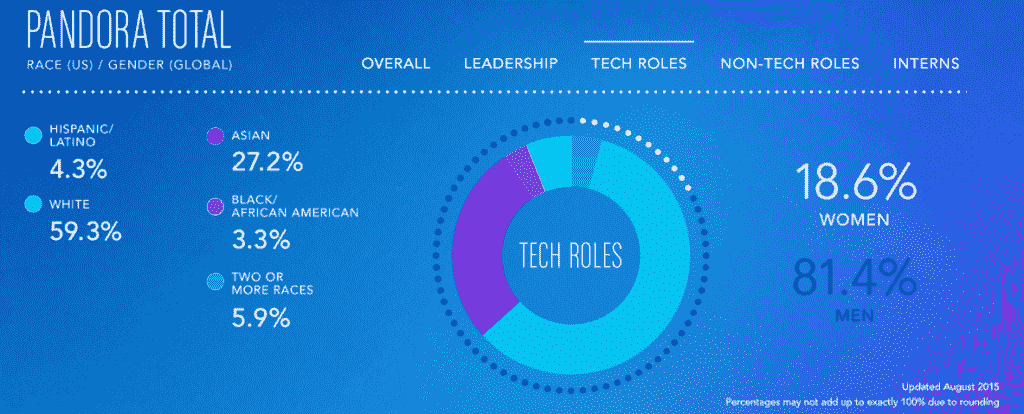 PANDORA TOTAL
RACE (US) / GENDER (GLOBAL)
OVERALL LEADERSHIP TECH ROLES NON-TECH ROLES INTERNS
HISPANIC/
LATINO
4.3%
WHITE
59.3%
ASIAN
27.2%
BLACK/
AFRICAN AMERICAN
3.3%
TWO OR
MORE RACES
5.9%
TECH ROLES
18.6%
WOMEN
81.4%
MEN
Updated August 2015
Percentages may not add up to exactly 100% due to rounding